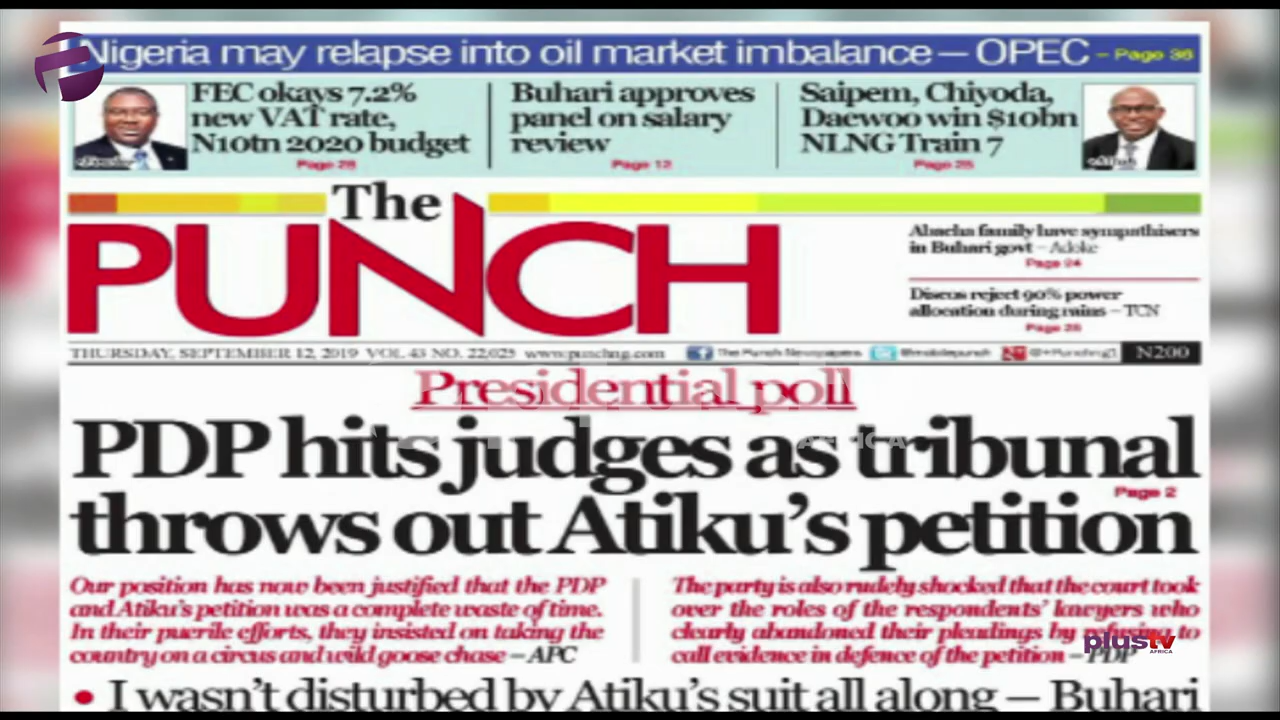 Nigeria may relapse into oil market imbalance – OPEC – Page 36
FEC okays 7.2%
new VAT rate,
N10tn 2020 budget
Page 28
Buhari approves
panel on salary
review
Page 12
Saipem, Chiyoda,
Daewoo win $10bn
NLNG Train 7
Page 25
The
PUNCH
Abacha family have sympathisers
in Buhari govt – Adoke
Page 24
Discos reject 90% power
allocation during rains – TCN
Page 25
THURSDAY, SEPTEMBER 12, 2019 VOL. 43 NO. 22,025 www.punchng.com The Punch Newspapers @mobilepunch N200
Presidential poll
PDP hits judges as tribunal
Page 2
throws out Atiku's petition
Our position has now been justified that the PDP
and Atiku's petition was a complete waste of time.
In their puerile efforts, they insisted on taking the
country on a circus and wild goose chase – APC
The party is also rudely shocked that the court took
over the roles of the respondents' lawyers who
clearly abandoned their pleadings by refusing to
call evidence in defence of the petition – PDP
• I wasn't disturbed by Atiku's suit all along – Buhari
plustv
AFRICA